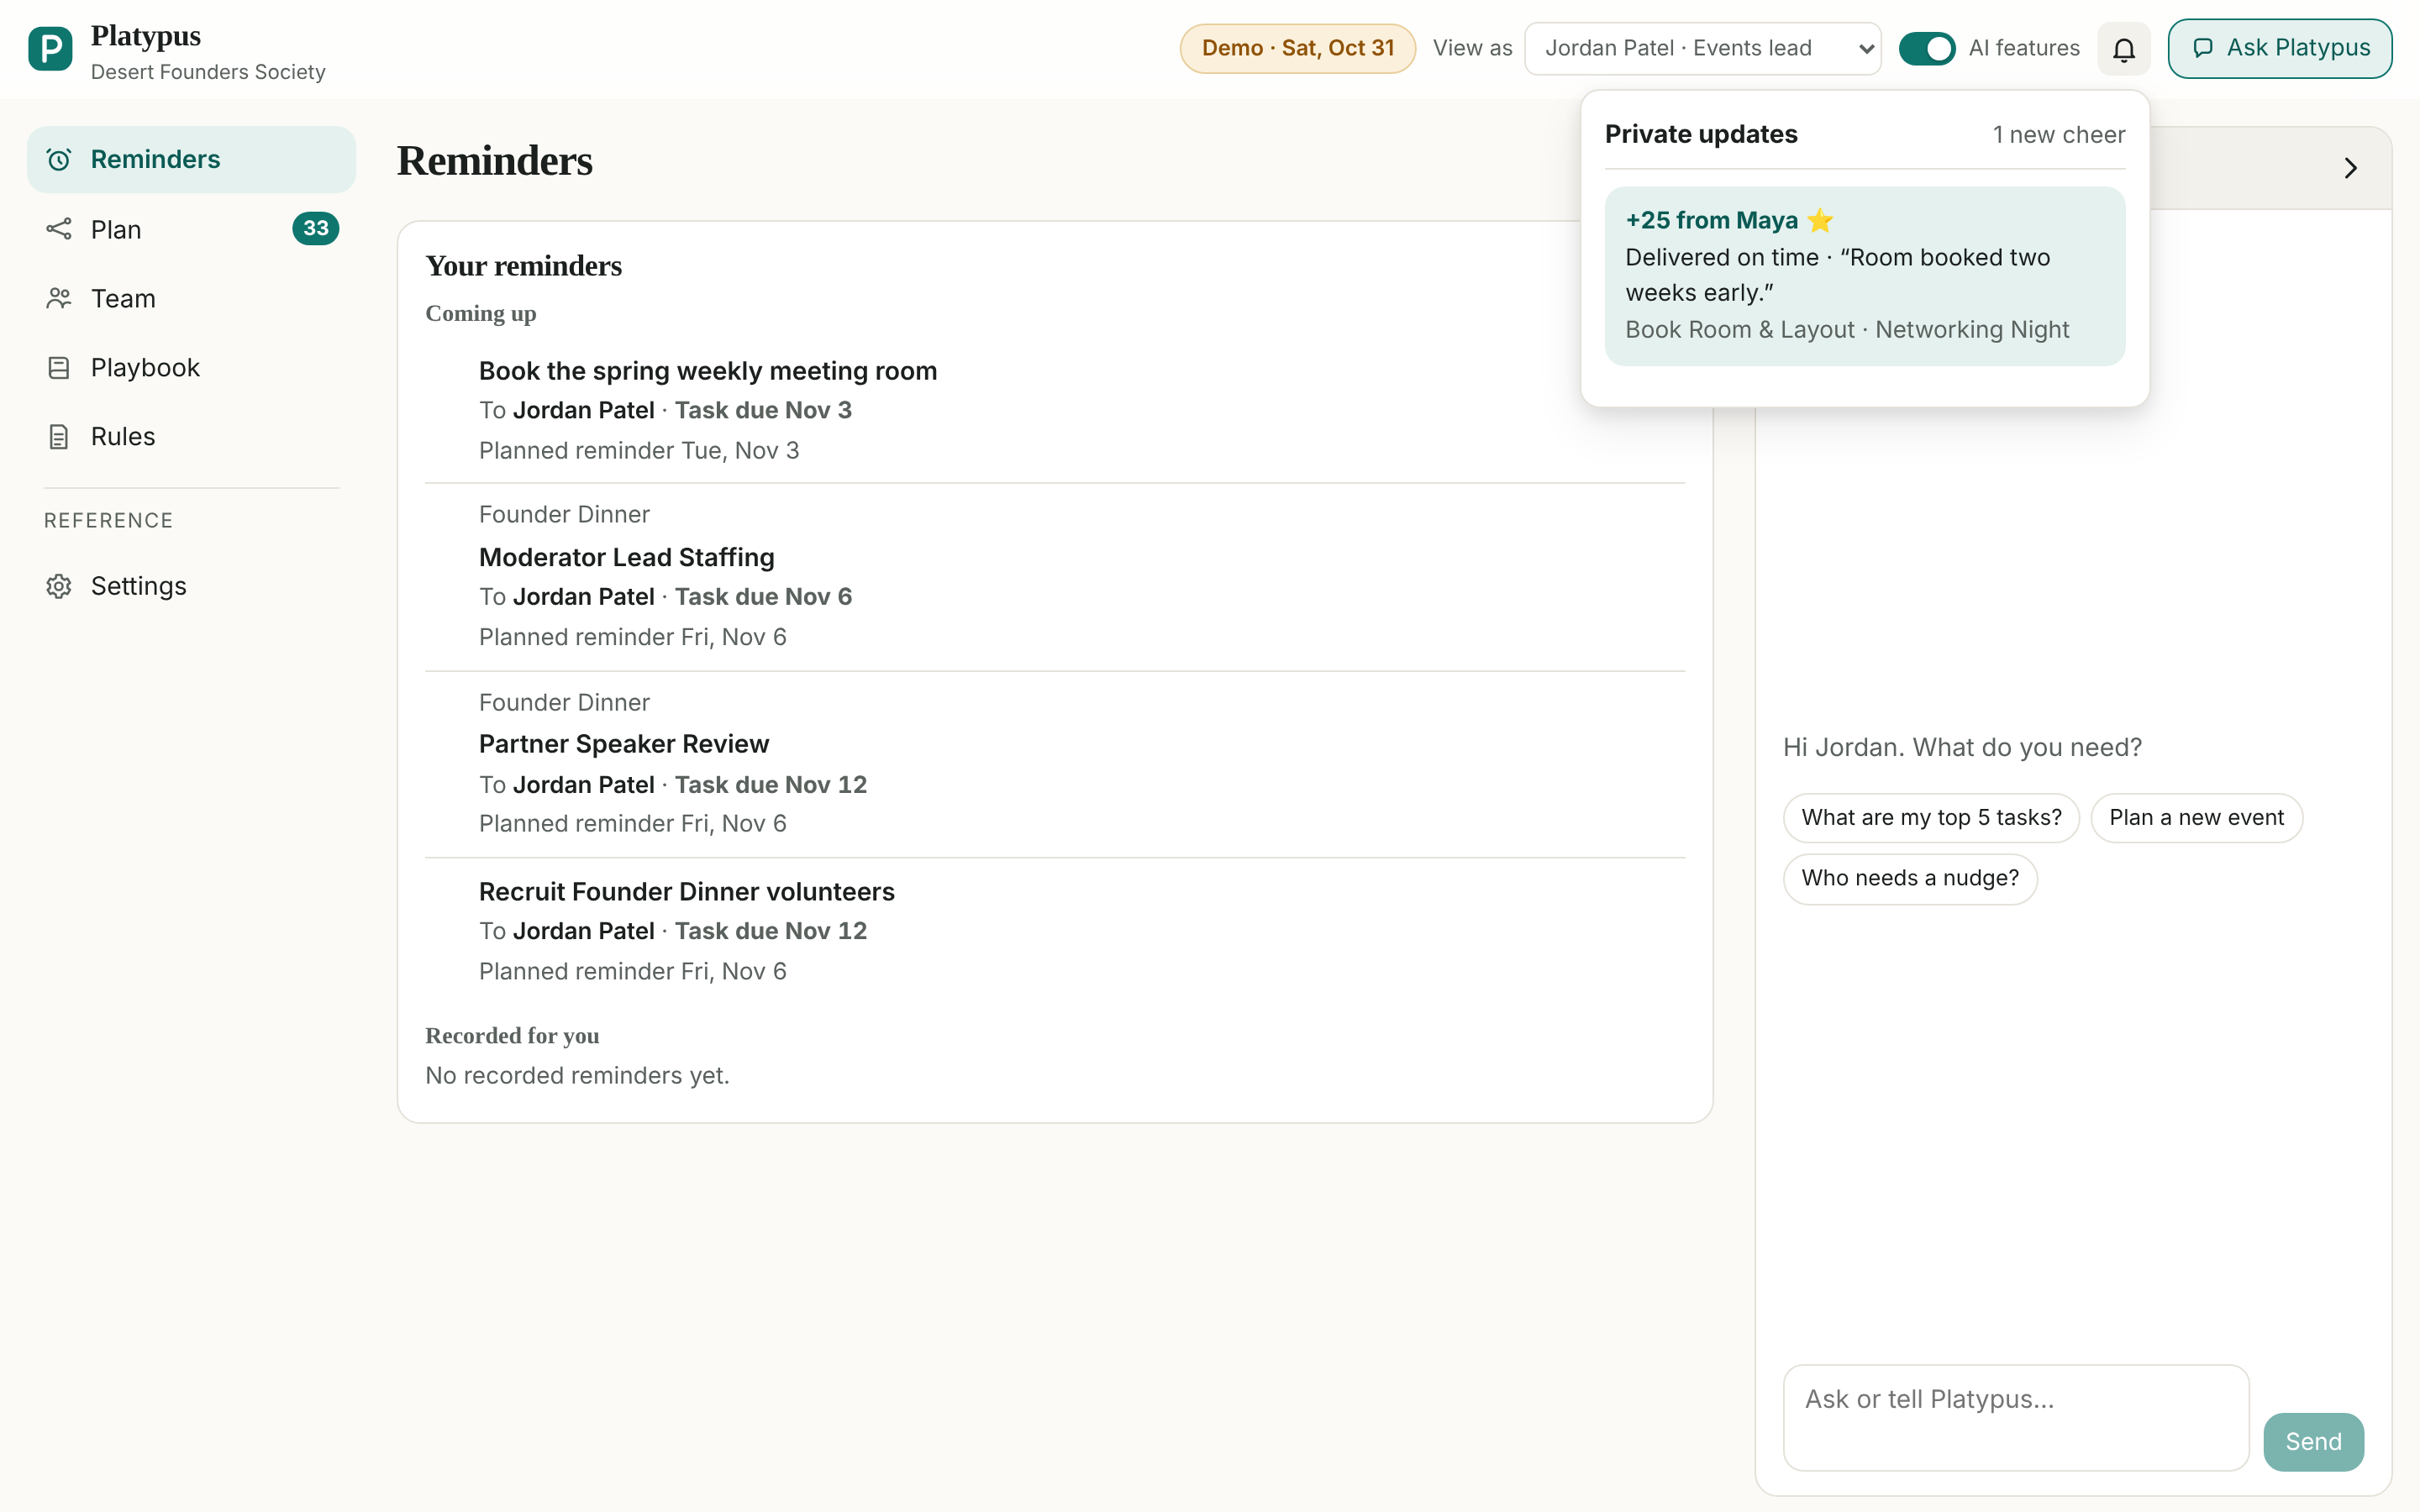 Platypus
Desert Founders Society
Demo · Sat, Oct 31
View as
Jordan Patel · Events lead
AI features
Ask Platypus
Reminders
Plan
33
Team
Playbook
Rules
REFERENCE
Settings
Reminders
Your reminders
Coming up
Book the spring weekly meeting room
To Jordan Patel · Task due Nov 3
Planned reminder Tue, Nov 3
Founder Dinner
Moderator Lead Staffing
To Jordan Patel · Task due Nov 6
Planned reminder Fri, Nov 6
Founder Dinner
Partner Speaker Review
To Jordan Patel · Task due Nov 12
Planned reminder Fri, Nov 6
Recruit Founder Dinner volunteers
To Jordan Patel · Task due Nov 12
Planned reminder Fri, Nov 6
Recorded for you
No recorded reminders yet.
Private updates
1 new cheer
+25 from Maya ⭐
Delivered on time · “Room booked two
weeks early.”
Book Room & Layout · Networking Night
Hi Jordan. What do you need?
What are my top 5 tasks?
Plan a new event
Who needs a nudge?
Ask or tell Platypus...
Send